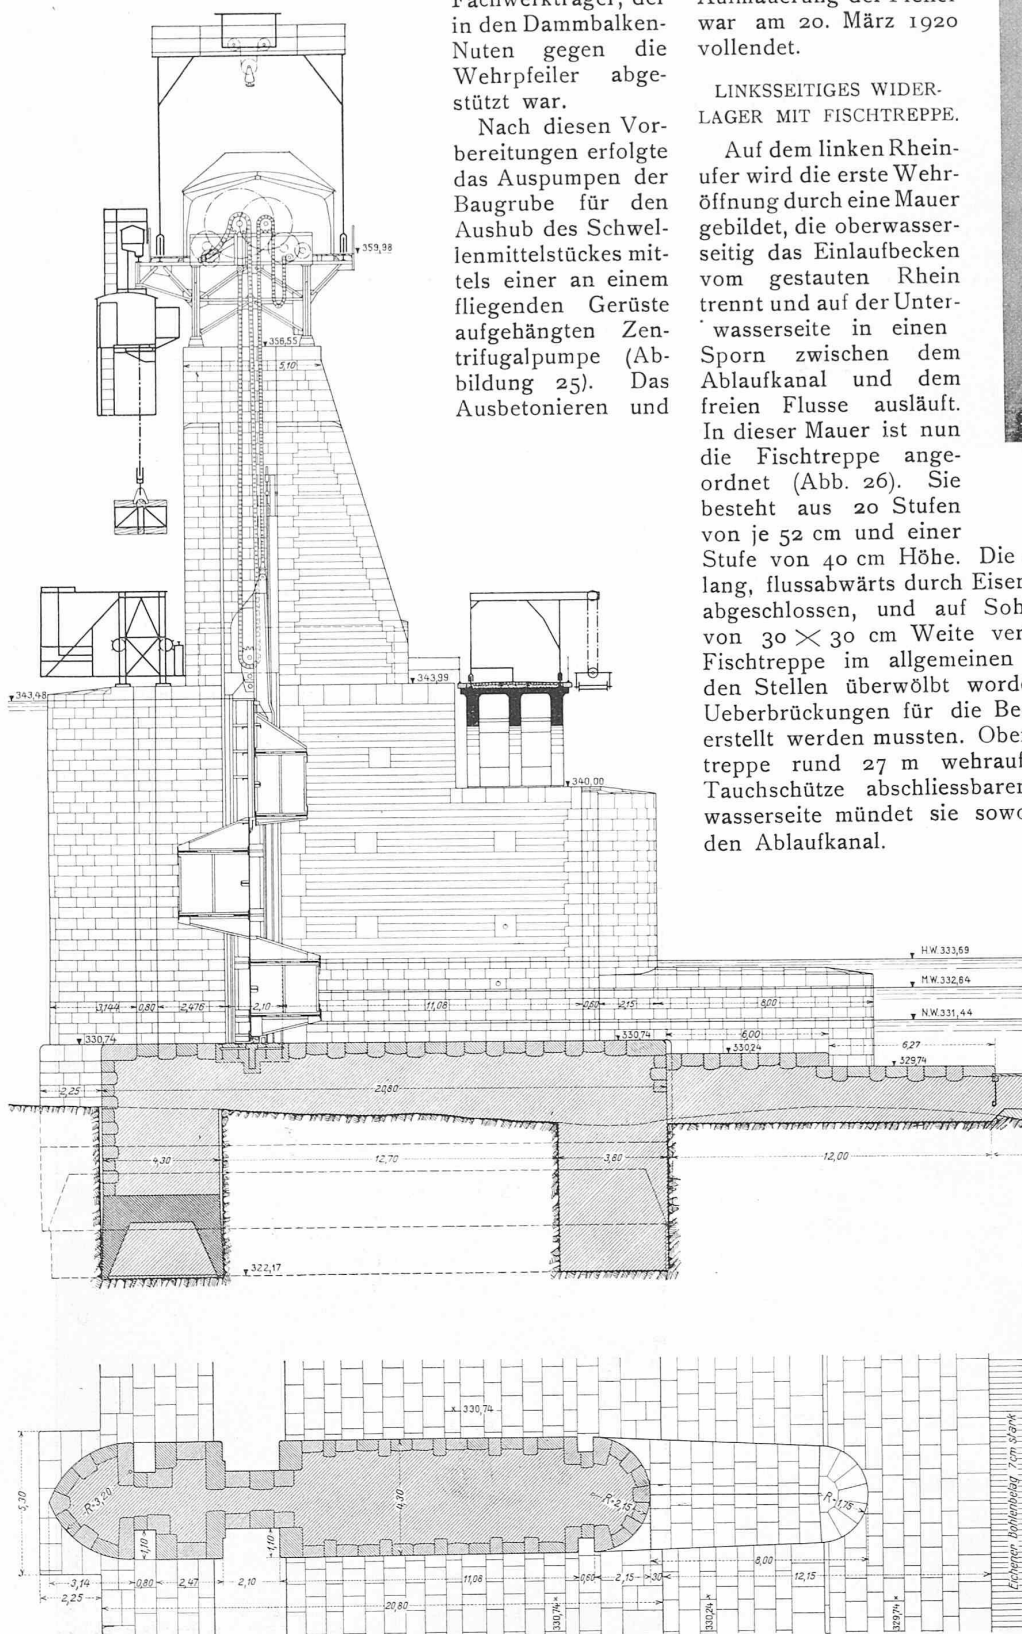 Fachwerkträger, der
in den Dammbalken-
Nuten gegen die
Wehrpfeiler abge-
stützt war.
Nach diesen Vor-
bereitungen erfolgte
das Auspumpen der
Baugrube für den
Aushub des Schwel-
lenmittelstückes mit-
tels einer an einem
fliegenden Gerüste
aufgehängten Zen-
trifugalpumpe (Ab-
bildung 25). Das
Ausbetonieren und
Aufmauerung der Pfeiler
war am 20. März 1920
vollendet.
LINKSSEITIGES WIDER-
LAGER MIT FISCHTREPPE.
Auf dem linken Rhein-
ufer wird die erste Wehr-
öffnung durch eine Mauer
gebildet, die oberwasser-
seitig das Einlaufbecken
vom gestauten Rhein
trennt und auf der Unter-
wasserseite in einen
Sporn zwischen dem
Ablaufkanal und dem
freien Flusse ausläuft.
In dieser Mauer ist nun
die Fischtreppe ange-
ordnet (Abb. 26). Sie
besteht aus 20 Stufen
von je 52 cm und einer
Stufe von 40 cm Höhe. Die
lang, flussabwärts durch Eisen
abgeschlossen, und auf Soh
von 30 × 30 cm Weite ver
Fischtreppe im allgemeinen
den Stellen überwölbt word
Ueberbrückungen für die Be
erstellt werden mussten. Ober
treppe rund 27 m wehrauf
Tauchschütze abschliessbaren
wasserseite mündet sie sowo
den Ablaufkanal.
359,98
356,55
5,10
343,48
343,99
340,00
H.W. 333,69
M.W. 332,64
N.W. 331,44
3,144 0,80 2,476 2,10 11,06 0,60 2,15 8,00
330,74 330,74 6,00
330,24 6,27
329,74
2,25 20,80
4,30 12,70 3,80 12,00
322,17
× 330,74
5,30 R=3,20 4,30 R=2,15 R=1,75
1,10 1,10
8,00
3,14 0,80 2,47 2,10 11,06 0,60 2,15 30 12,15
2,25 20,80
330,74 × 330,24 × 329,74 ×
Eichener Bohlenbelag 7cm stark